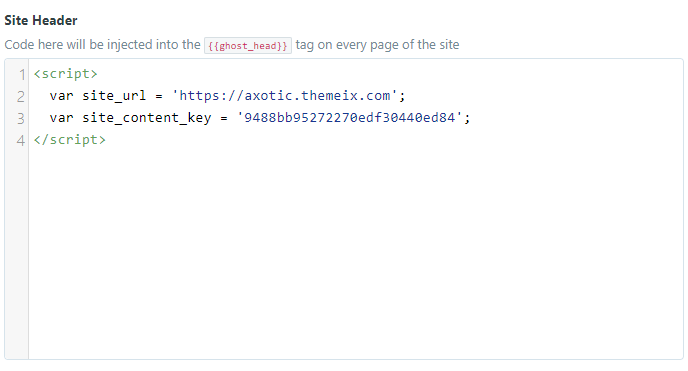 Site Header
Code here will be injected into the {{ghost_head}} tag on every page of the site
1 <script>
2 var site_url = 'https://axotic.themeix.com';
3 var site_content_key = '9488bb95272270edf30440ed84';
4 </script>